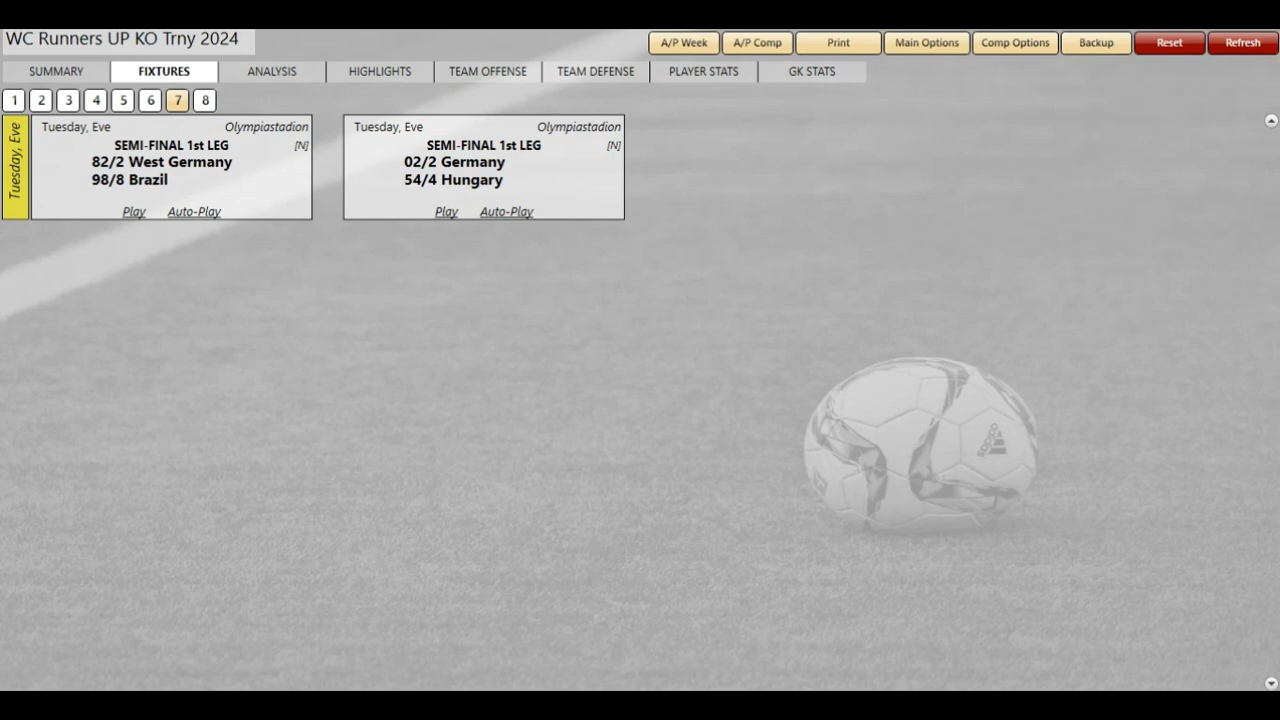 WC Runners UP KO Trny 2024
A/P Week A/P Comp Print Main Options Comp Options Backup Reset Refresh
SUMMARY FIXTURES ANALYSIS HIGHLIGHTS TEAM OFFENSE TEAM DEFENSE PLAYER STATS GK STATS
1 2 3 4 5 6 7 8
Tuesday, Eve
Tuesday, Eve Olympiastadion
SEMI-FINAL 1st LEG [N]
82/2 West Germany
98/8 Brazil
Play Auto-Play
Tuesday, Eve Olympiastadion
SEMI-FINAL 1st LEG [N]
02/2 Germany
54/4 Hungary
Play Auto-Play